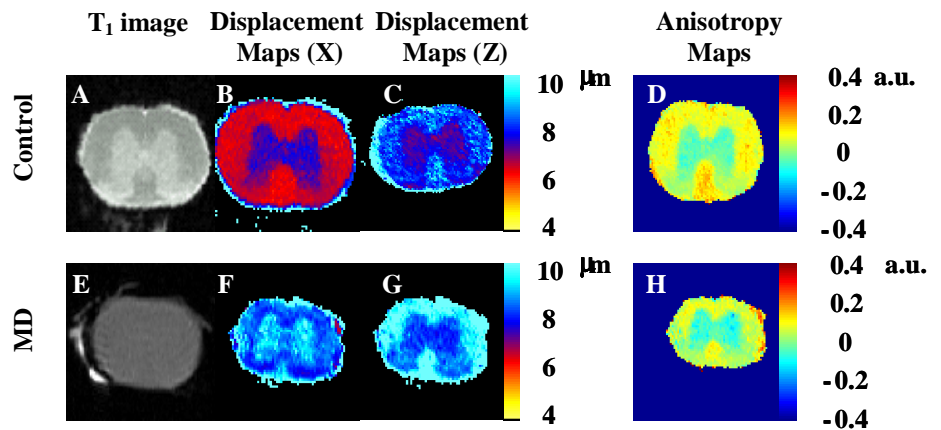 T1 image
Displacement Maps (X)
Displacement Maps (Z)
Anisotropy Maps
Control
A
B
C
10 μm
8
6
4
D
0.4 a.u.
0.2
0
-0.2
-0.4
MD
E
F
G
10 μm
8
6
4
H
0.4 a.u.
0.2
0
-0.2
-0.4